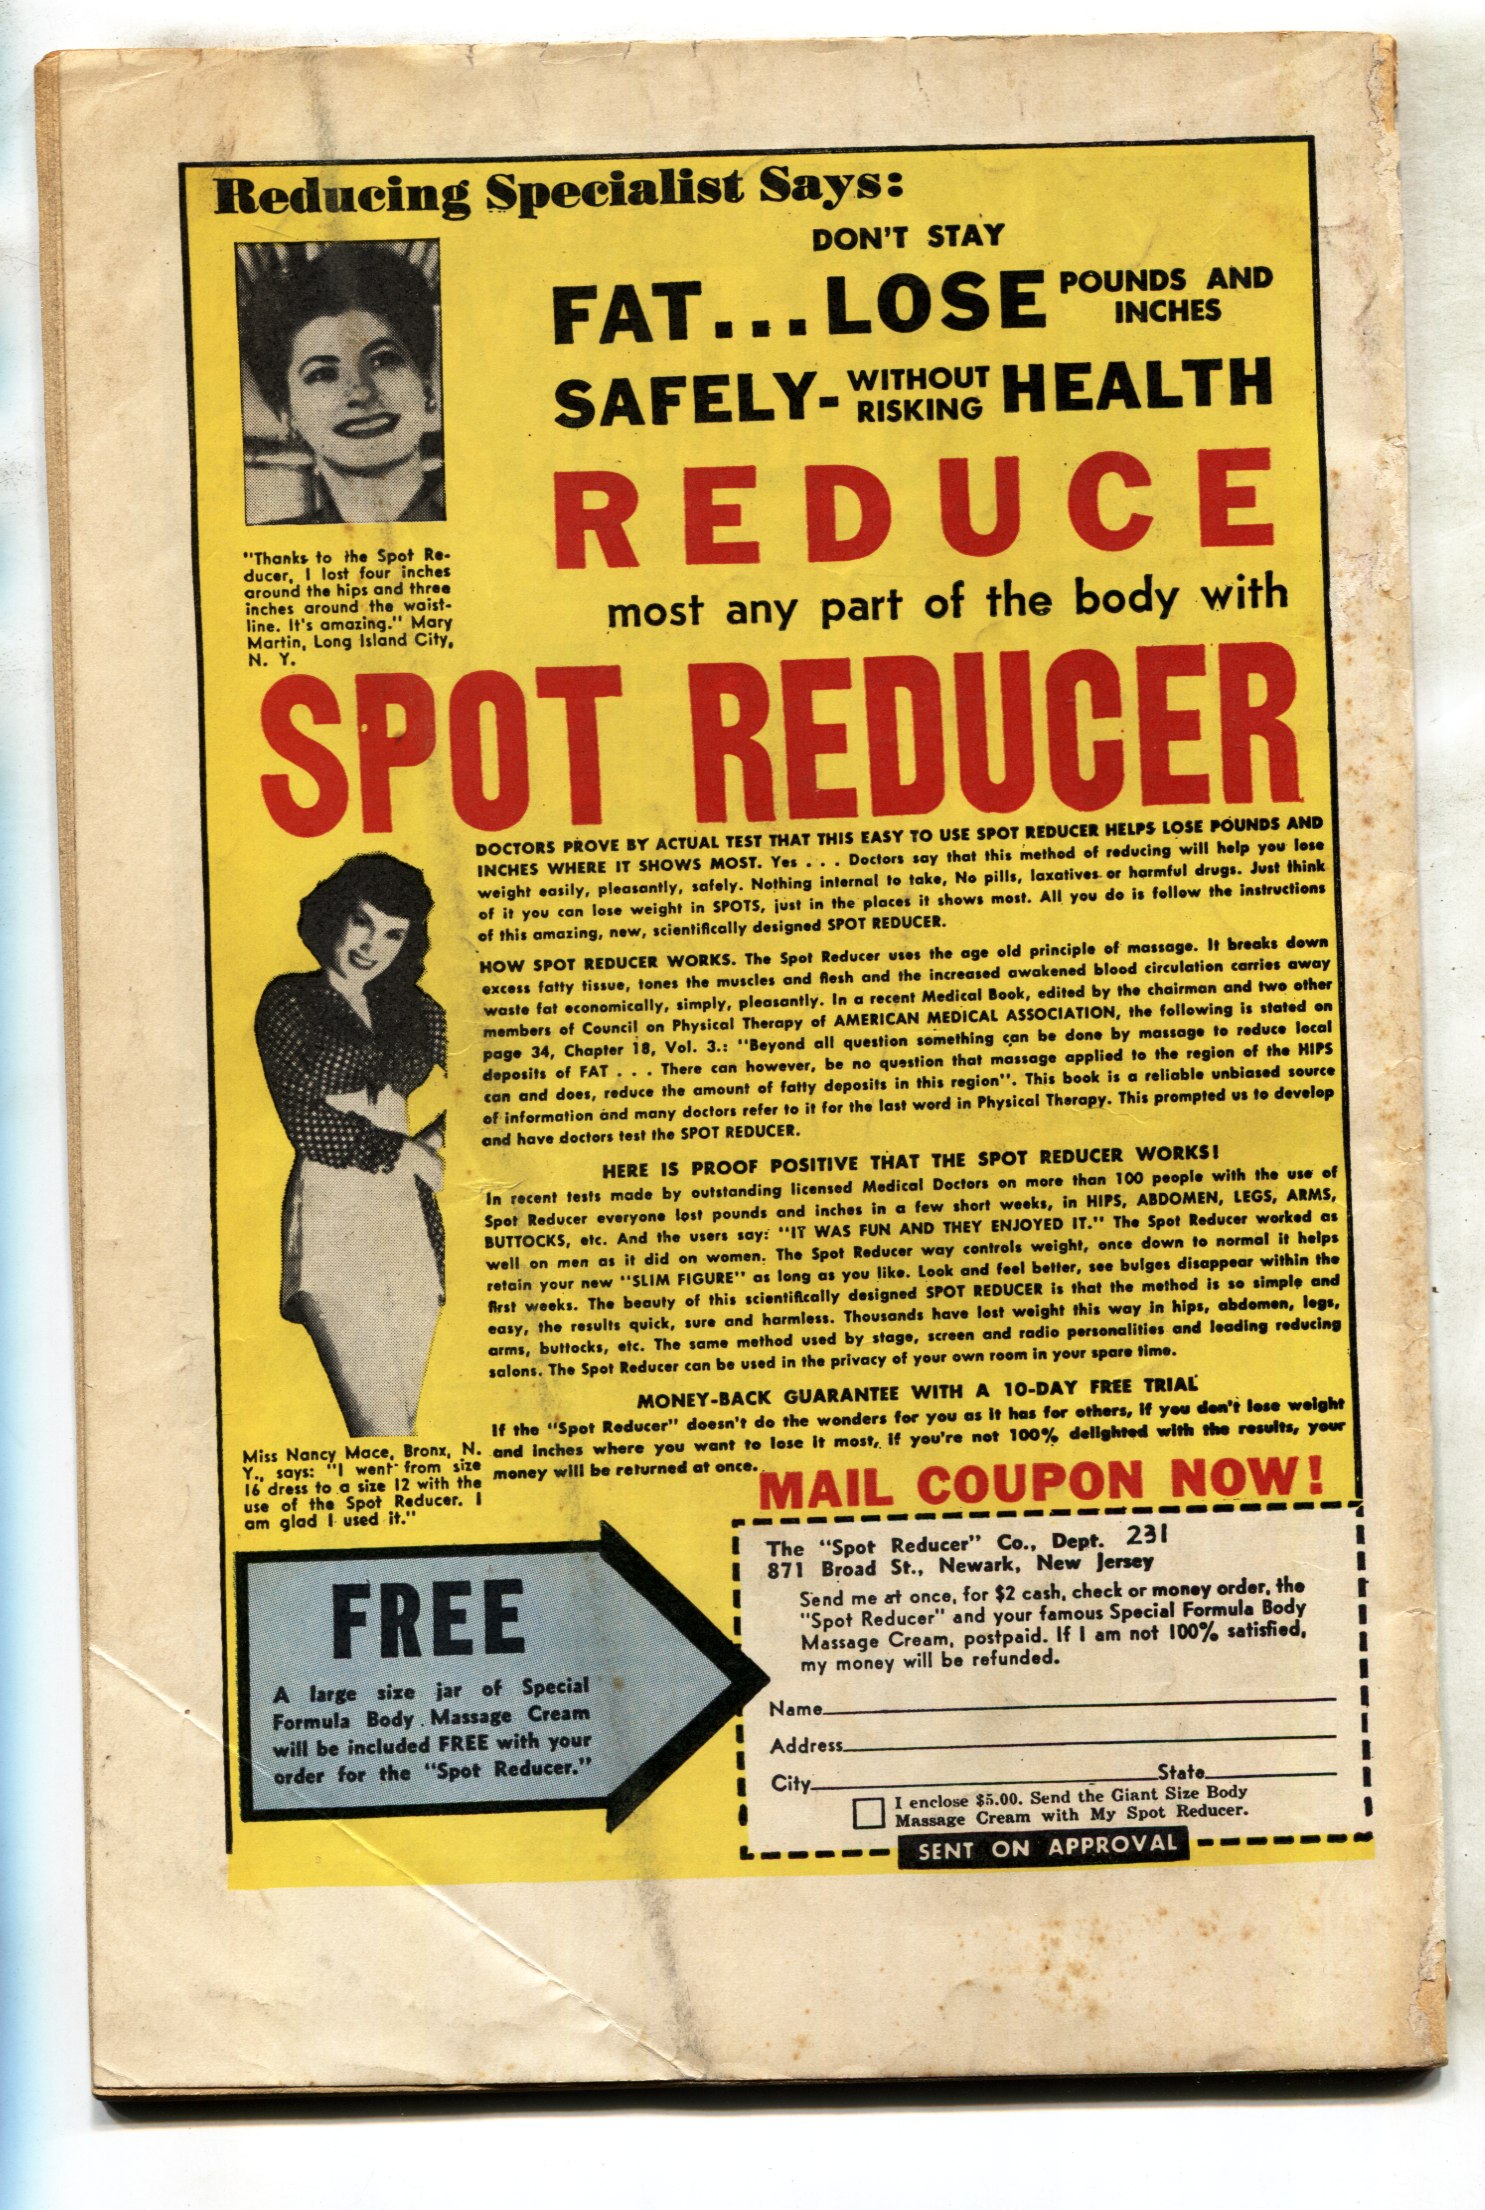 Reducing Specialist Says:
DON'T STAY
FAT...LOSE POUNDS AND INCHES
SAFELY- WITHOUT RISKING HEALTH
REDUCE
most any part of the body with
SPOT REDUCER
"Thanks to the Spot Re-
ducer, I lost four inches
around the hips and three
inches around the waist-
line. It's amazing." Mary
Martin, Long Island City,
N. Y.
DOCTORS PROVE BY ACTUAL TEST THAT THIS EASY TO USE SPOT REDUCER HELPS LOSE POUNDS AND
INCHES WHERE IT SHOWS MOST. Yes . . . Doctors say that this method of reducing will help you lose
weight easily, pleasantly, safely. Nothing internal to take, No pills, laxatives or harmful drugs. Just think
of it you can lose weight in SPOTS, just in the places it shows most. All you do is follow the instructions
of this amazing, new, scientifically designed SPOT REDUCER.
HOW SPOT REDUCER WORKS. The Spot Reducer uses the age old principle of massage. It breaks down
excess fatty tissue, tones the muscles and flesh and the increased awakened blood circulation carries away
waste fat economically, simply, pleasantly. In a recent Medical Book, edited by the chairman and two other
members of Council on Physical Therapy of AMERICAN MEDICAL ASSOCIATION, the following is stated on
page 34, Chapter 18, Vol. 3.: "Beyond all question something can be done by massage to reduce local
deposits of FAT . . . There can however, be no question that massage applied to the region of the HIPS
can and does, reduce the amount of fatty deposits in this region". This book is a reliable unbiased source
of information and many doctors refer to it for the last word in Physical Therapy. This prompted us to develop
and have doctors test the SPOT REDUCER.
HERE IS PROOF POSITIVE THAT THE SPOT REDUCER WORKS!
In recent tests made by outstanding licensed Medical Doctors on more than 100 people with the use of
Spot Reducer everyone lost pounds and inches in a few short weeks, in HIPS, ABDOMEN, LEGS, ARMS,
BUTTOCKS, etc. And the users say: "IT WAS FUN AND THEY ENJOYED IT." The Spot Reducer worked as
well on men as it did on women. The Spot Reducer way controls weight, once down to normal it helps
retain your new "SLIM FIGURE" as long as you like. Look and feel better, see bulges disappear within the
first weeks. The beauty of this scientifically designed SPOT REDUCER is that the method is so simple and
easy, the results quick, sure and harmless. Thousands have lost weight this way in hips, abdomen, legs,
arms, buttocks, etc. The same method used by stage, screen and radio personalities and leading reducing
salons. The Spot Reducer can be used in the privacy of your own room in your spare time.
MONEY-BACK GUARANTEE WITH A 10-DAY FREE TRIAL
If the "Spot Reducer" doesn't do the wonders for you as it has for others, if you don't lose weight
and inches where you want to lose it most, if you're not 100% delighted with the results, your
money will be returned at once.
Miss Nancy Mace, Bronx, N.
Y., says: "I went from size
16 dress to a size 12 with the
use of the Spot Reducer. I
am glad I used it."
MAIL COUPON NOW!
FREE
A large size jar of Special
Formula Body Massage Cream
will be included FREE with your
order for the "Spot Reducer."
The "Spot Reducer" Co., Dept. 231
871 Broad St., Newark, New Jersey
Send me at once, for $2 cash, check or money order, the
"Spot Reducer" and your famous Special Formula Body
Massage Cream, postpaid. If I am not 100% satisfied,
my money will be refunded.
Name
Address
City State
I enclose $5.00. Send the Giant Size Body
Massage Cream with My Spot Reducer.
SENT ON APPROVAL